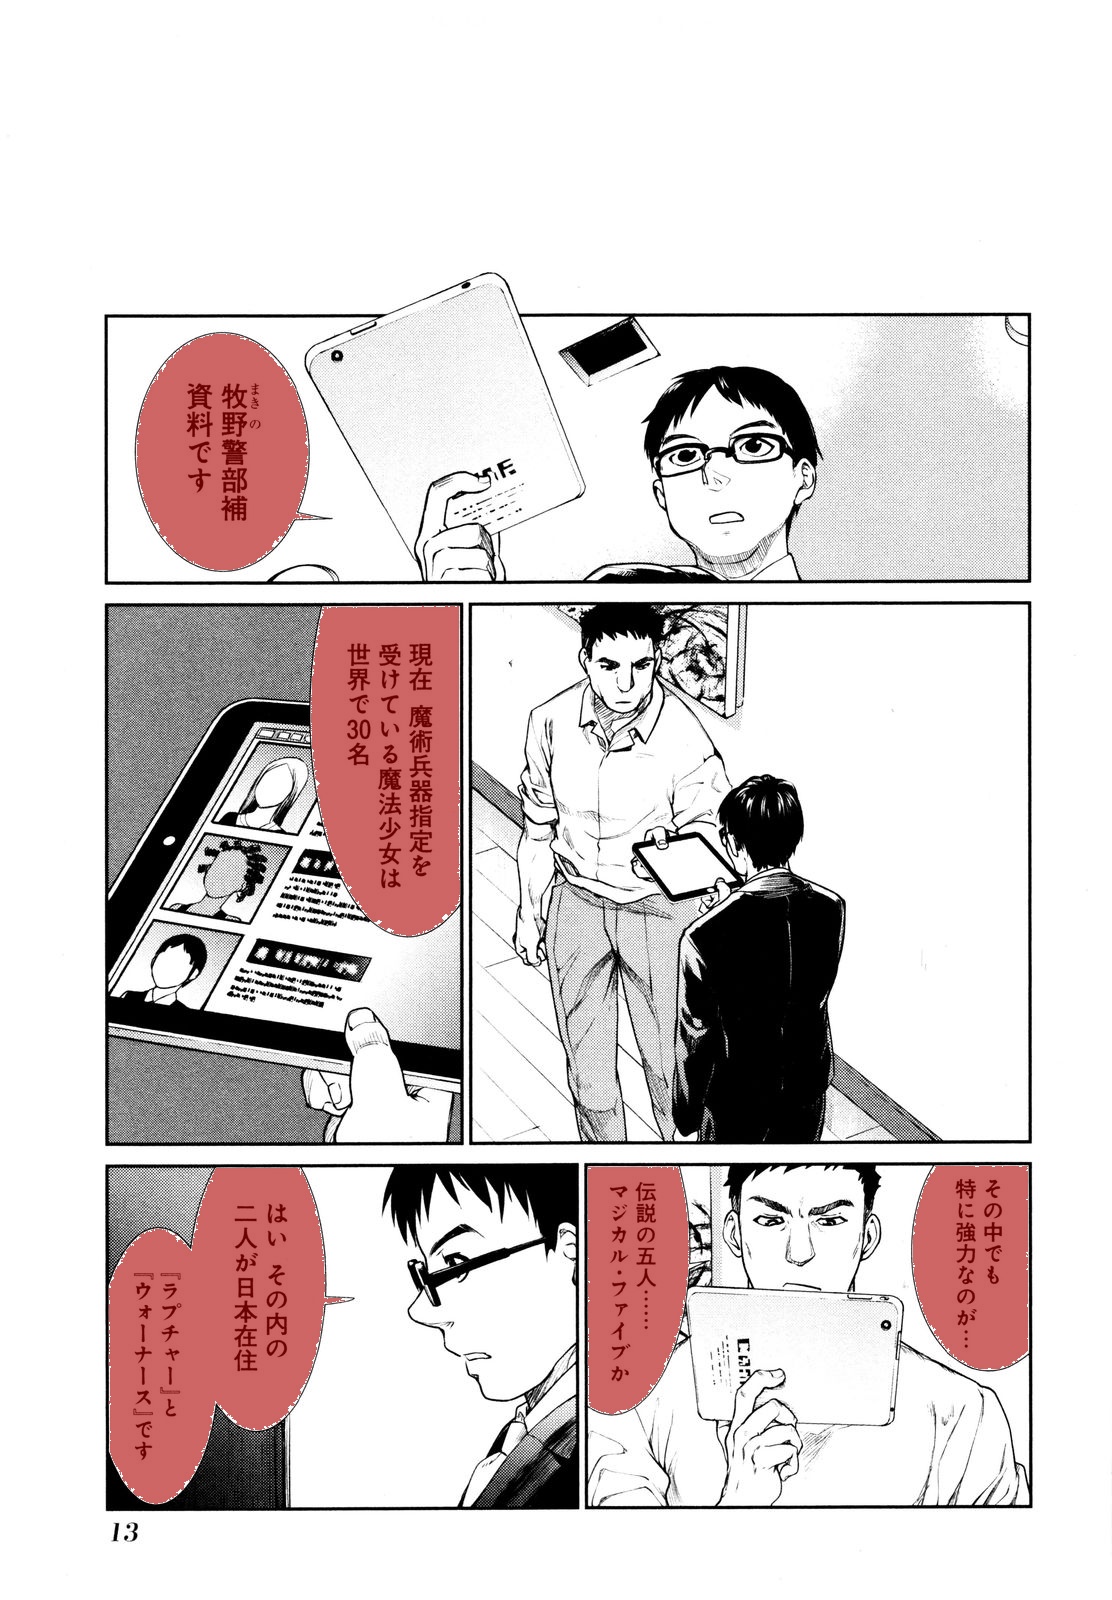 牧野警部補
まきの
資料です
現在 魔術兵器指定を
受けている魔法少女は
世界で30名
その中でも
特に強力なのが…
伝説の五人……
マジカル・ファイブか
はい その内の
二人が日本在住
『ラプチャー』と
『ウォーナース』です
13